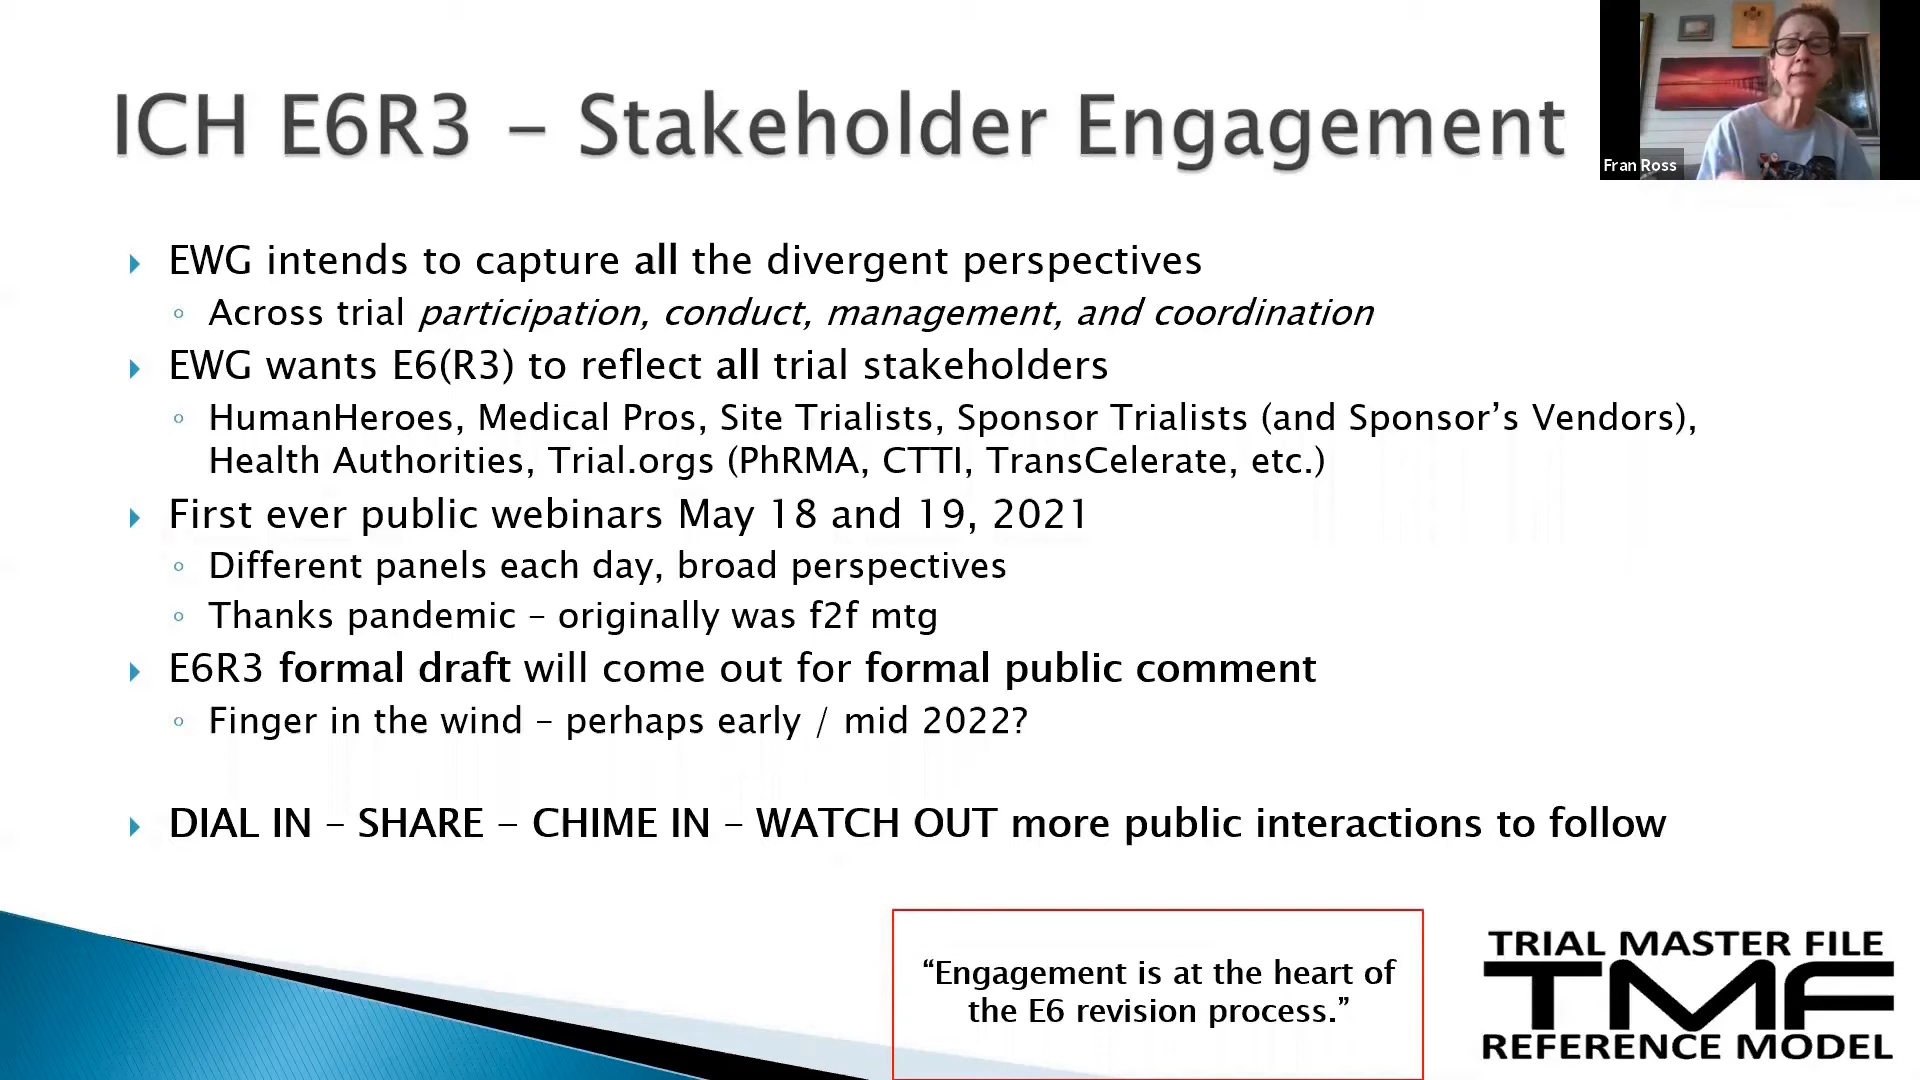 ICH E6R3 – Stakeholder Engagement
Fran Ross
EWG intends to capture all the divergent perspectives
Across trial participation, conduct, management, and coordination
EWG wants E6(R3) to reflect all trial stakeholders
HumanHeroes, Medical Pros, Site Trialists, Sponsor Trialists (and Sponsor’s Vendors),
Health Authorities, Trial.orgs (PhRMA, CTTI, TransCelerate, etc.)
First ever public webinars May 18 and 19, 2021
Different panels each day, broad perspectives
Thanks pandemic – originally was f2f mtg
E6R3 formal draft will come out for formal public comment
Finger in the wind – perhaps early / mid 2022?
DIAL IN – SHARE – CHIME IN – WATCH OUT more public interactions to follow
“Engagement is at the heart of
the E6 revision process.”
TRIAL MASTER FILE
TMF
REFERENCE MODEL